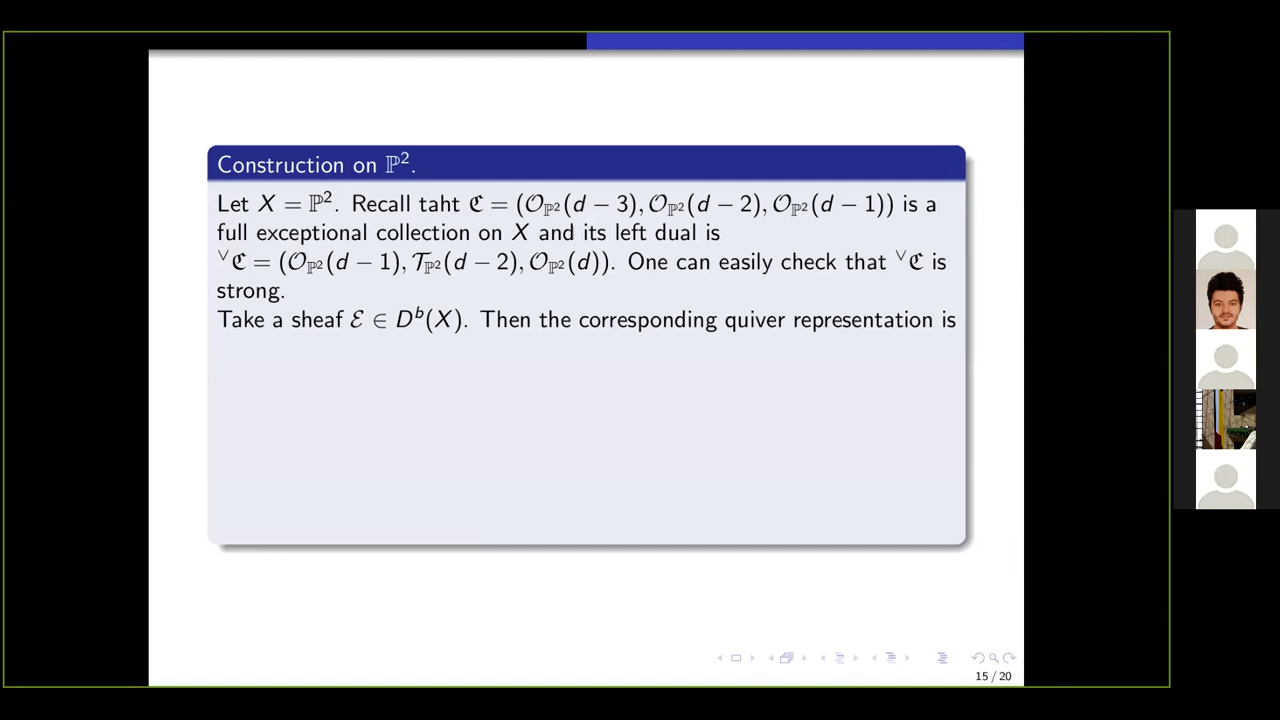 Construction on ℙ².
Let X = ℙ². Recall taht ℭ = (𝒪_ℙ²(d − 3), 𝒪_ℙ²(d − 2), 𝒪_ℙ²(d − 1)) is a
full exceptional collection on X and its left dual is
∨ℭ = (𝒪_ℙ²(d − 1), 𝒯_ℙ²(d − 2), 𝒪_ℙ²(d)). One can easily check that ∨ℭ is
strong.
Take a sheaf ℰ ∈ Dᵇ(X). Then the corresponding quiver representation is
15 / 20